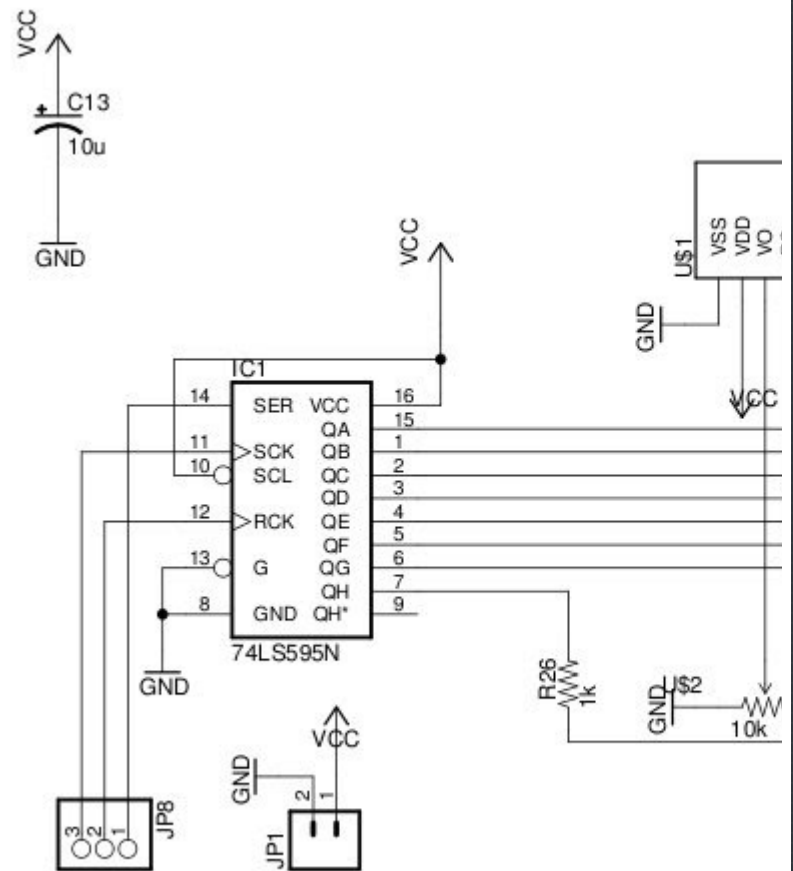 VCC
C13
10u
GND
VCC
U$1
VSS
VDD
VO
GND
VCC
IC1
14 SER VCC 16
QA 15
11 SCK QB 1
10 SCL QC 2
QD 3
12 RCK QE 4
QF 5
13 G QG 6
QH 7
8 GND QH* 9
74LS595N
GND
R26
1k
GND
U$2
10k
VCC
GND
2
1
JP1
3
2
1
JP8